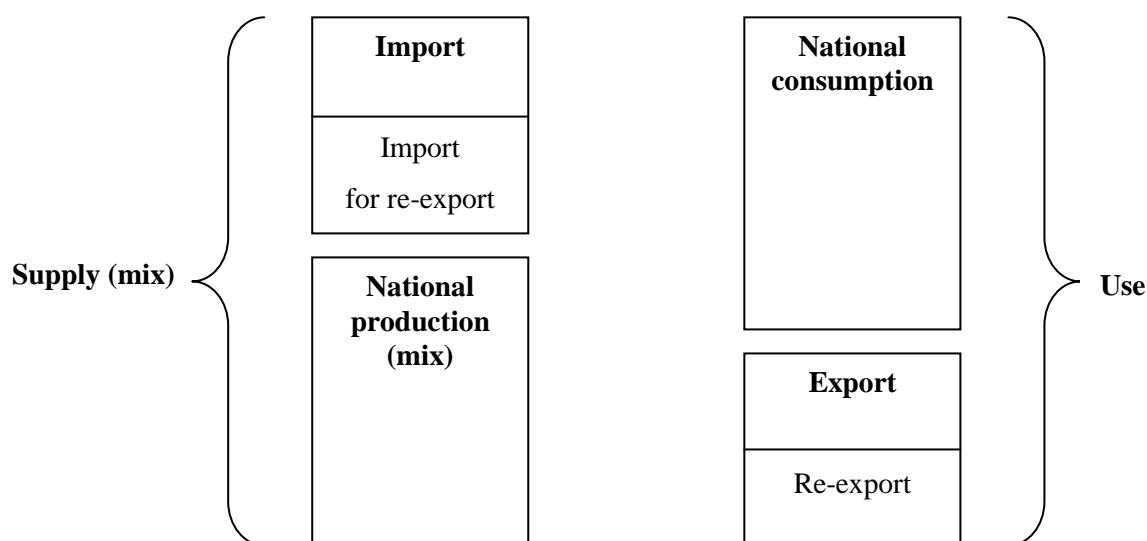 Supply (mix)
Import
Import
for re-export
National
production
(mix)
National
consumption
Export
Re-export
Use